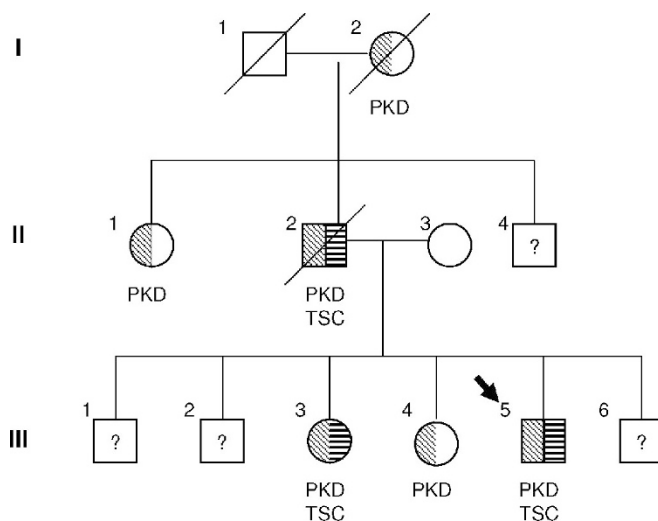 I 1 2
PKD
II 1 2 3 4 ?
PKD PKD
TSC
III 1 2 3 4 5 6
? ? ?
PKD PKD PKD
TSC TSC